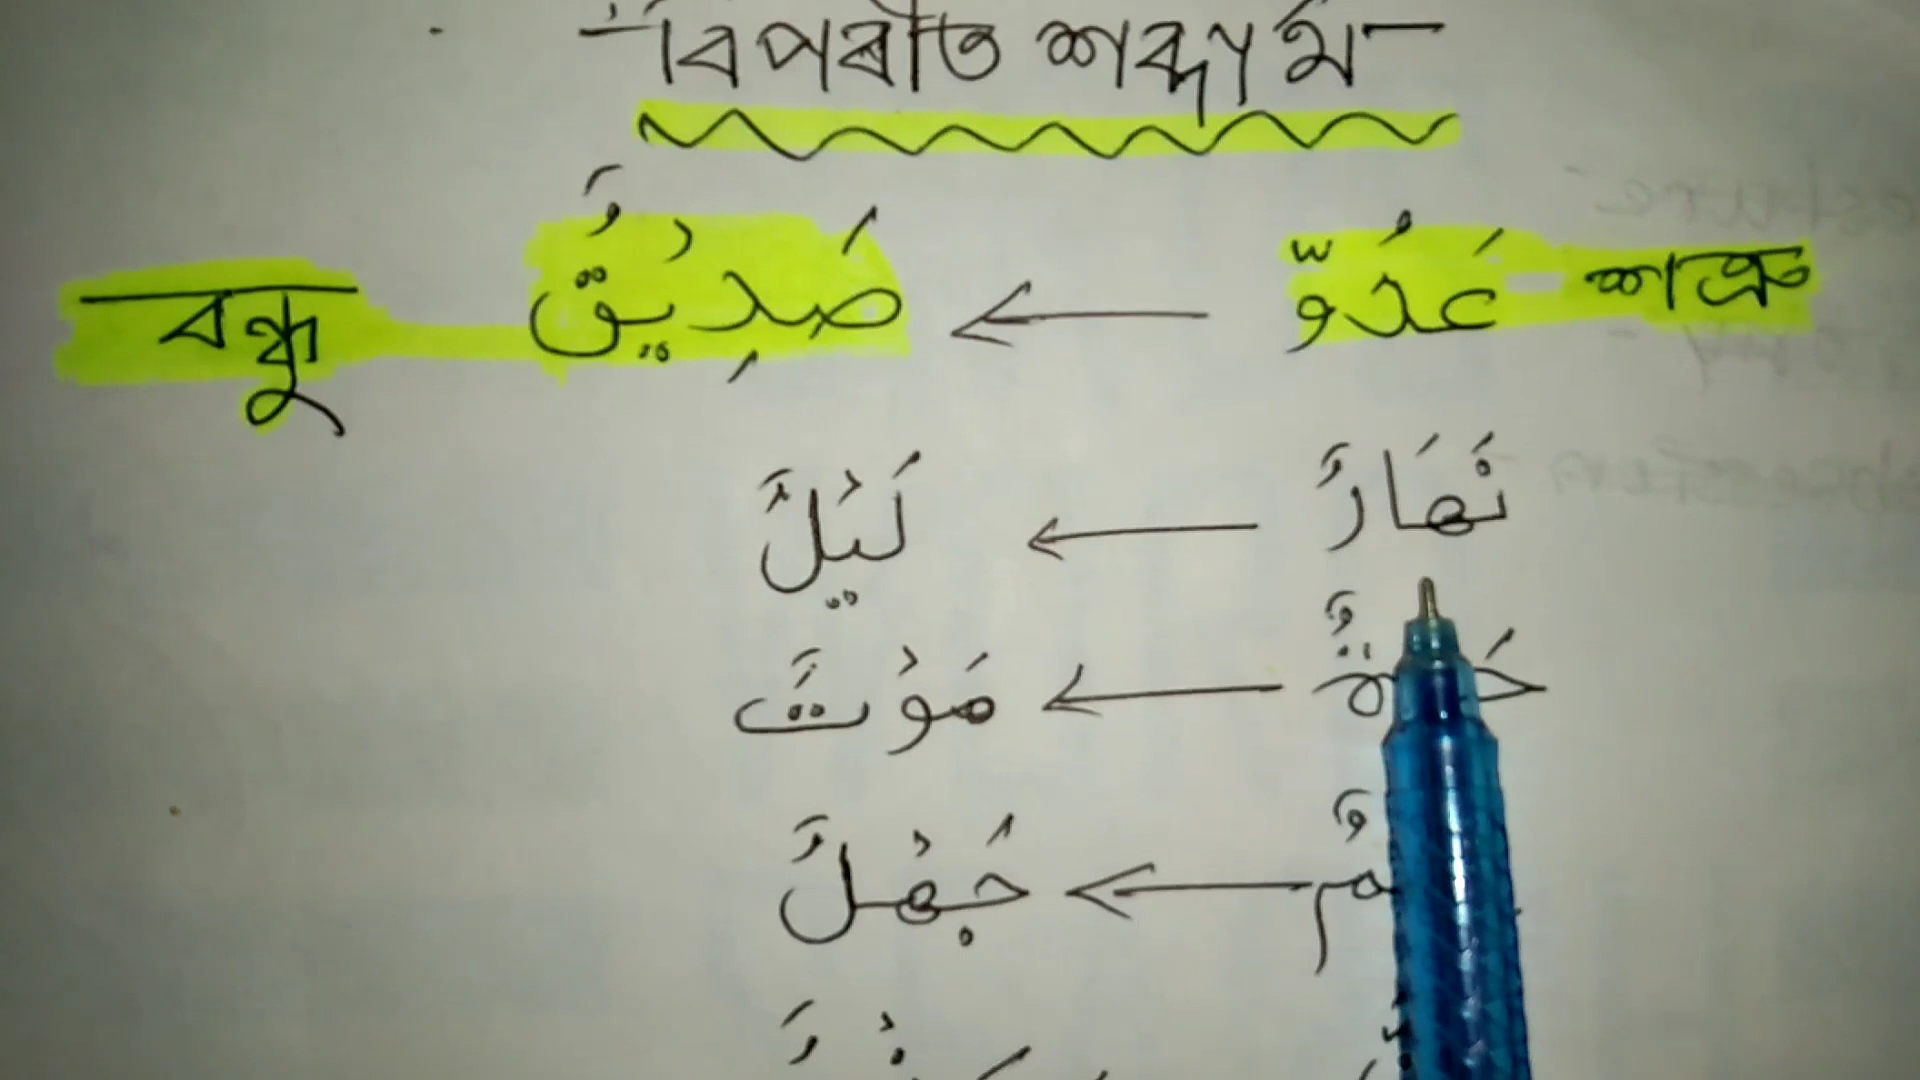 বিপৰীত শব্দাৰ্থ
শত্রু - عَدُوٌّ ← صَدِيْقٌ - বন্ধু
نَهَارٌ ← لَيْلٌ
← مَوْتٌ
← جَهْلٌ